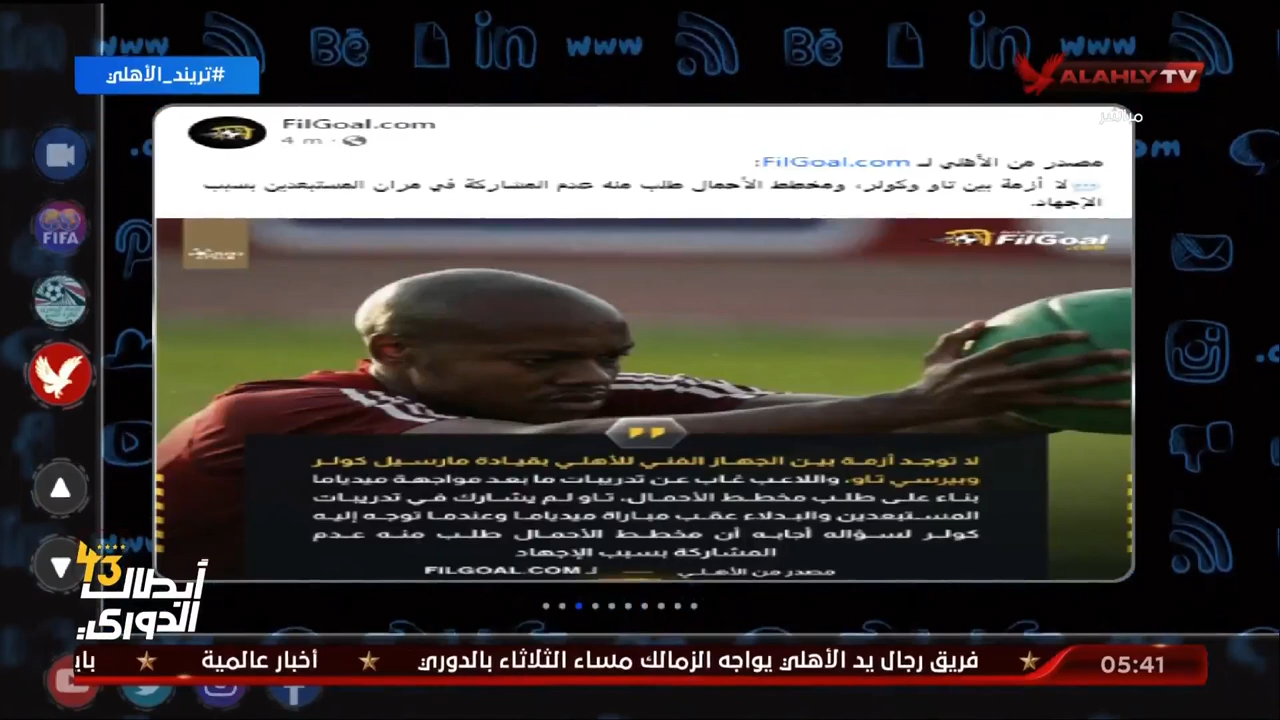 #تريند_الأهلي
ALAHLY TV
مباشر
FilGoal.com
4 m
مصدر من الأهلي لـ FilGoal.com:
لا أزمة بين تاو وكولر، ومخطط الأحمال طلب منه عدم المشاركة في مران المستبعدين بسبب
الإجهاد.
FilGoal
.com
FIFA
لا توجد أزمة بين الجهاز الفني للأهلي بقيادة مارسيل كولر
وبيرسي تاو، واللاعب غاب عن تدريبات ما بعد مواجهة ميدياما
بناء على طلب مخطط الأحمال، تاو لم يشارك في تدريبات
المستبعدين والبدلاء عقب مباراة ميدياما وعندما توجه إليه
كولر لسؤاله أجابه أن مخطط الأحمال طلب منه عدم
المشاركة بسبب الإجهاد
مصدر من الأهلي لـ FILGOAL.COM
43
أبطال
الدوري
فريق رجال يد الأهلي يواجه الزمالك مساء الثلاثاء بالدوري ★ أخبار عالمية ★
05:41